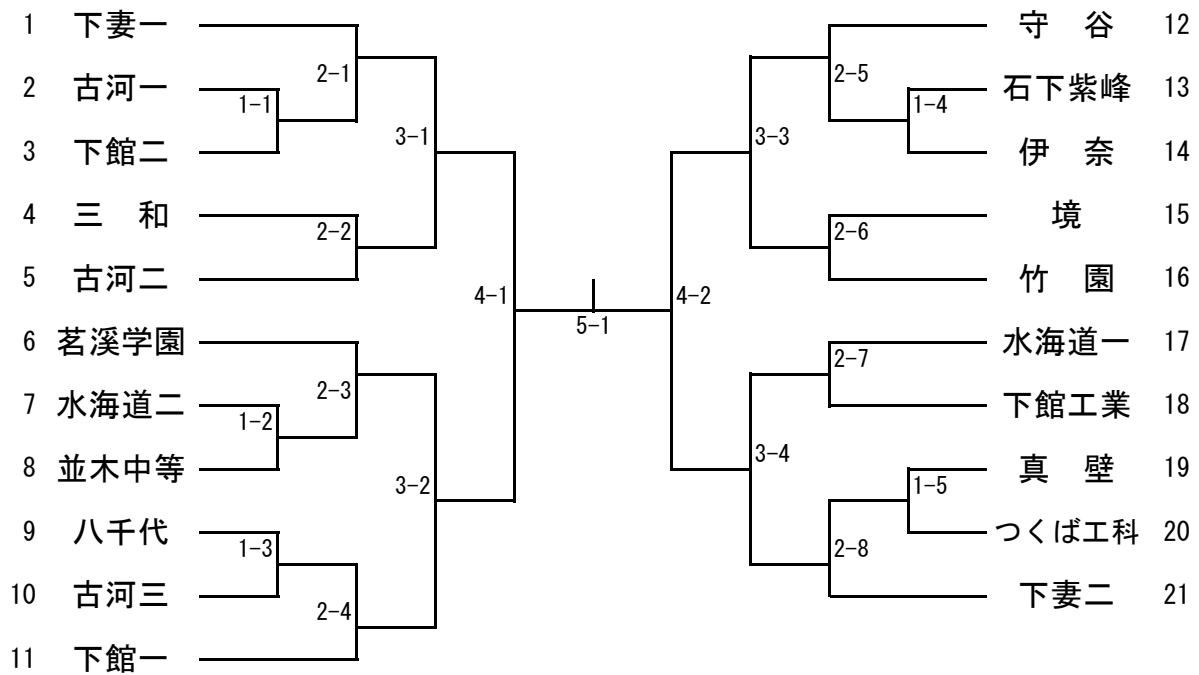 1 下妻一
2 古河一
3 下館二
4 三 和
5 古河二
6 茗溪学園
7 水海道二
8 並木中等
9 八千代
10 古河三
11 下館一
1-1
1-2
1-3
2-1
2-2
2-3
2-4
3-1
3-2
4-1
5-1
4-2
3-3
3-4
2-5
2-6
2-7
2-8
1-4
1-5
守 谷 12
石下紫峰 13
伊 奈 14
境 15
竹 園 16
水海道一 17
下館工業 18
真 壁 19
つくば工科 20
下妻二 21